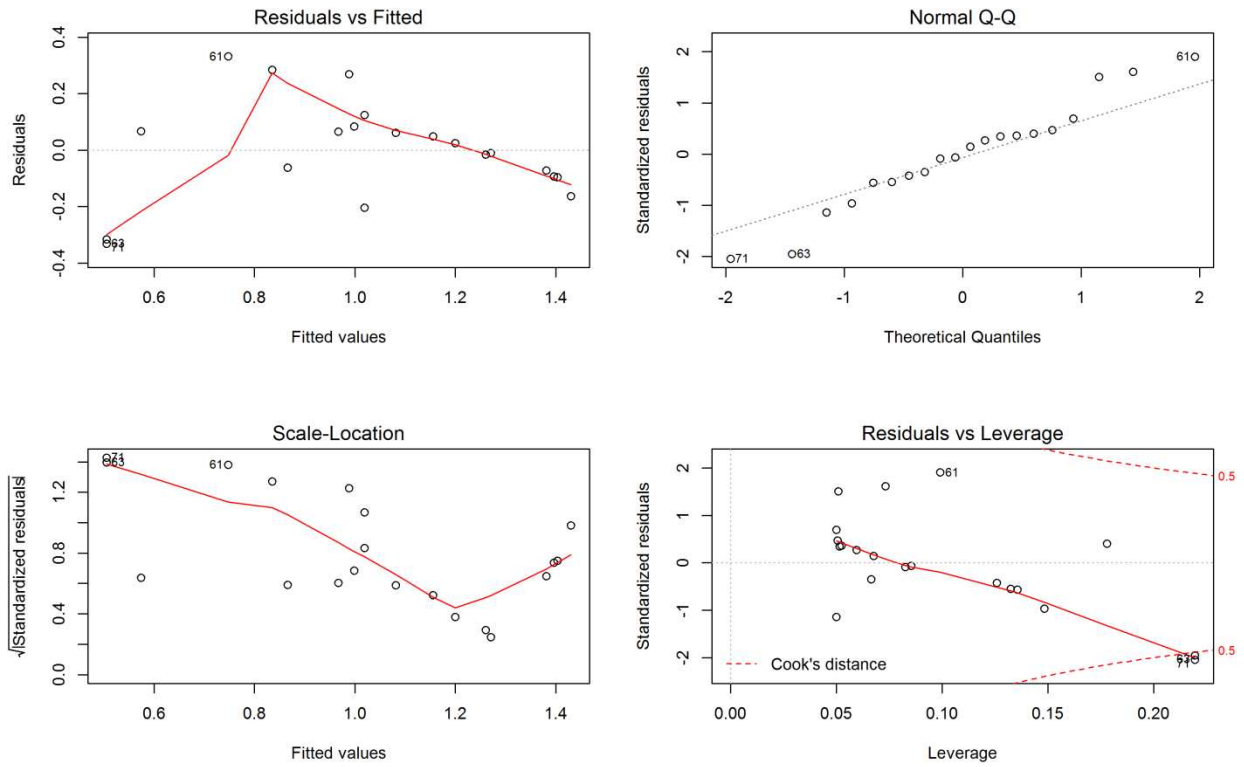 Residuals vs Fitted
Residuals
0.4
0.2
0.0
-0.2
-0.4
61
63
71
0.6 0.8 1.0 1.2 1.4
Fitted values
Normal Q-Q
Standardized residuals
2
1
0
-1
-2
61
71
63
-2 -1 0 1 2
Theoretical Quantiles
Scale-Location
√|Standardized residuals|
1.2
0.8
0.4
0.0
71
63
61
0.6 0.8 1.0 1.2 1.4
Fitted values
Residuals vs Leverage
Standardized residuals
2
1
0
-1
-2
61
0.5
0.5
63
71
Cook's distance
0.00 0.05 0.10 0.15 0.20
Leverage